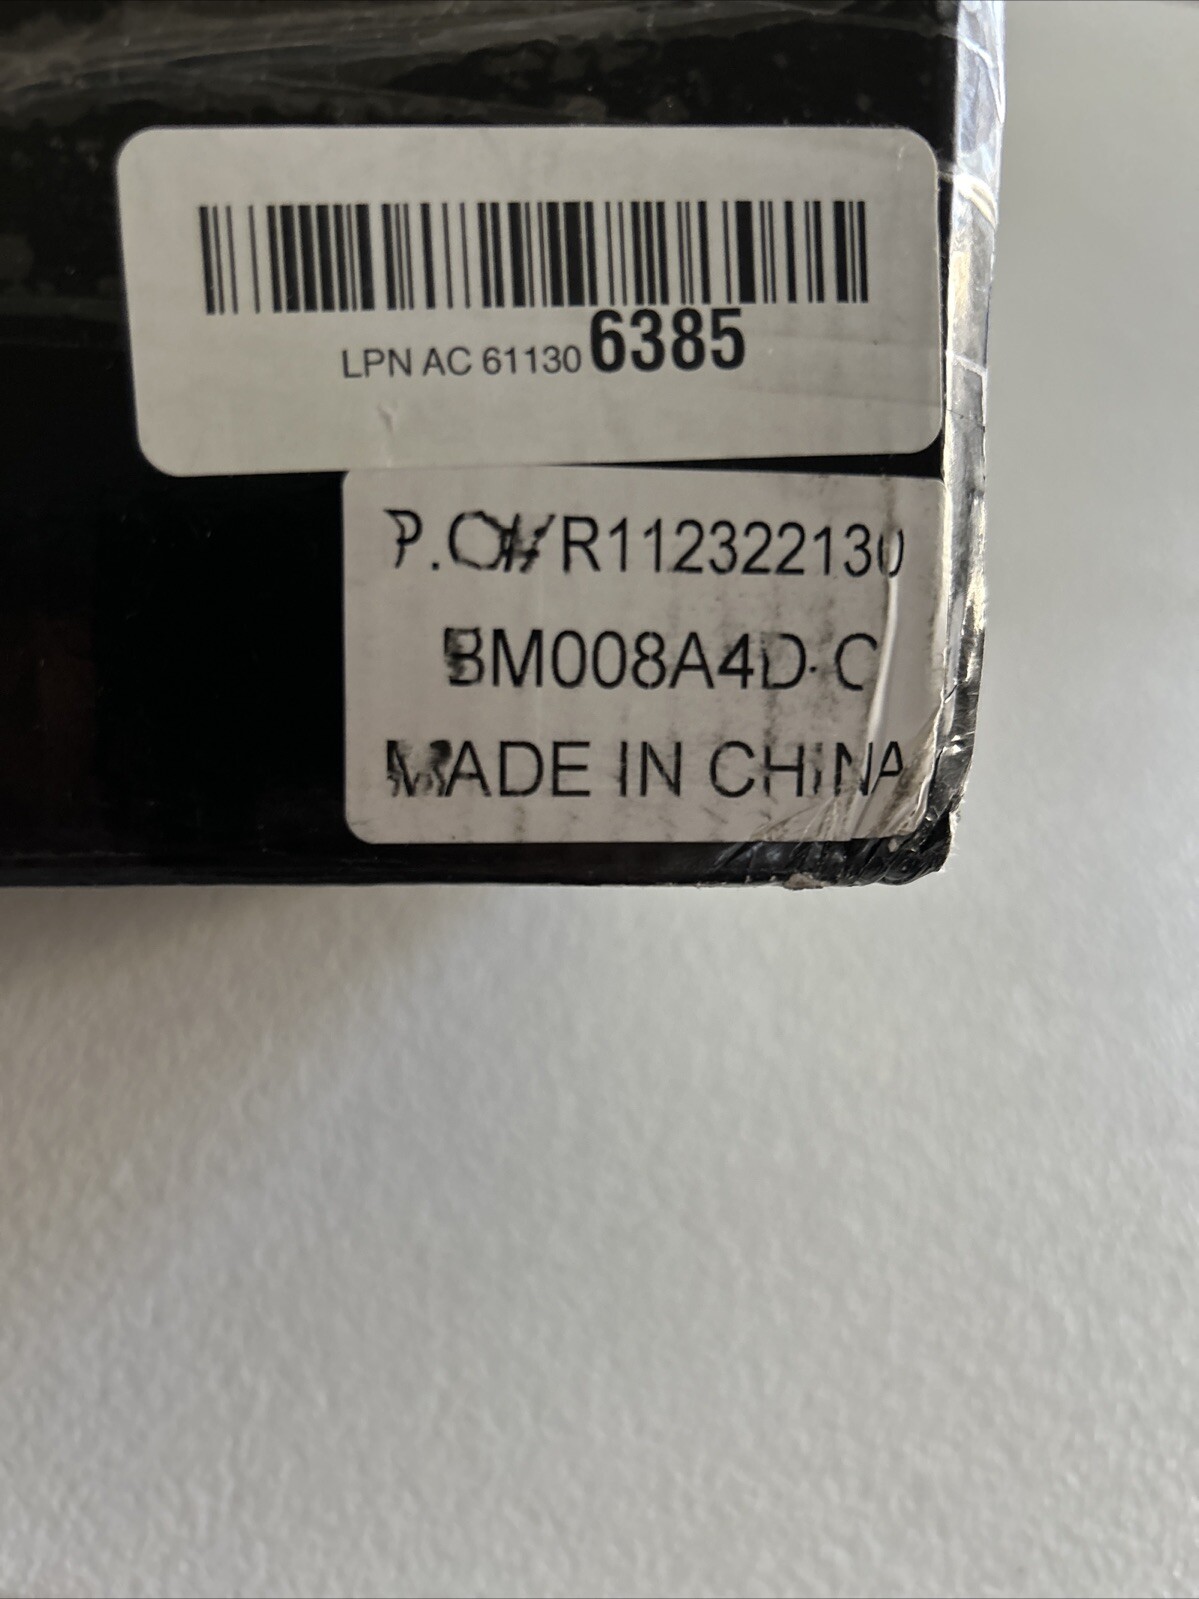 LPN AC 61130 6385
P.O# R112322130
BM008A4D-C
MADE IN CHINA